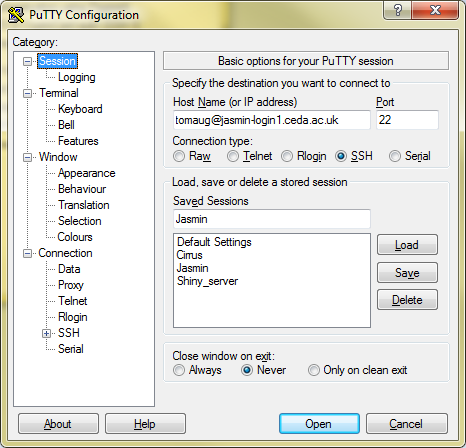 PuTTY Configuration
?
Category:
Session
Logging
Terminal
Keyboard
Bell
Features
Window
Appearance
Behaviour
Translation
Selection
Colours
Connection
Data
Proxy
Telnet
Rlogin
SSH
Serial
Basic options for your PuTTY session
Specify the destination you want to connect to
Host Name (or IP address) Port
tomaug@jasmin-login1.ceda.ac.uk 22
Connection type:
Raw Telnet Rlogin SSH Serial
Load, save or delete a stored session
Saved Sessions
Jasmin
Default Settings
Cirrus
Jasmin
Shiny_server
Load
Save
Delete
Close window on exit:
Always Never Only on clean exit
About Help Open Cancel